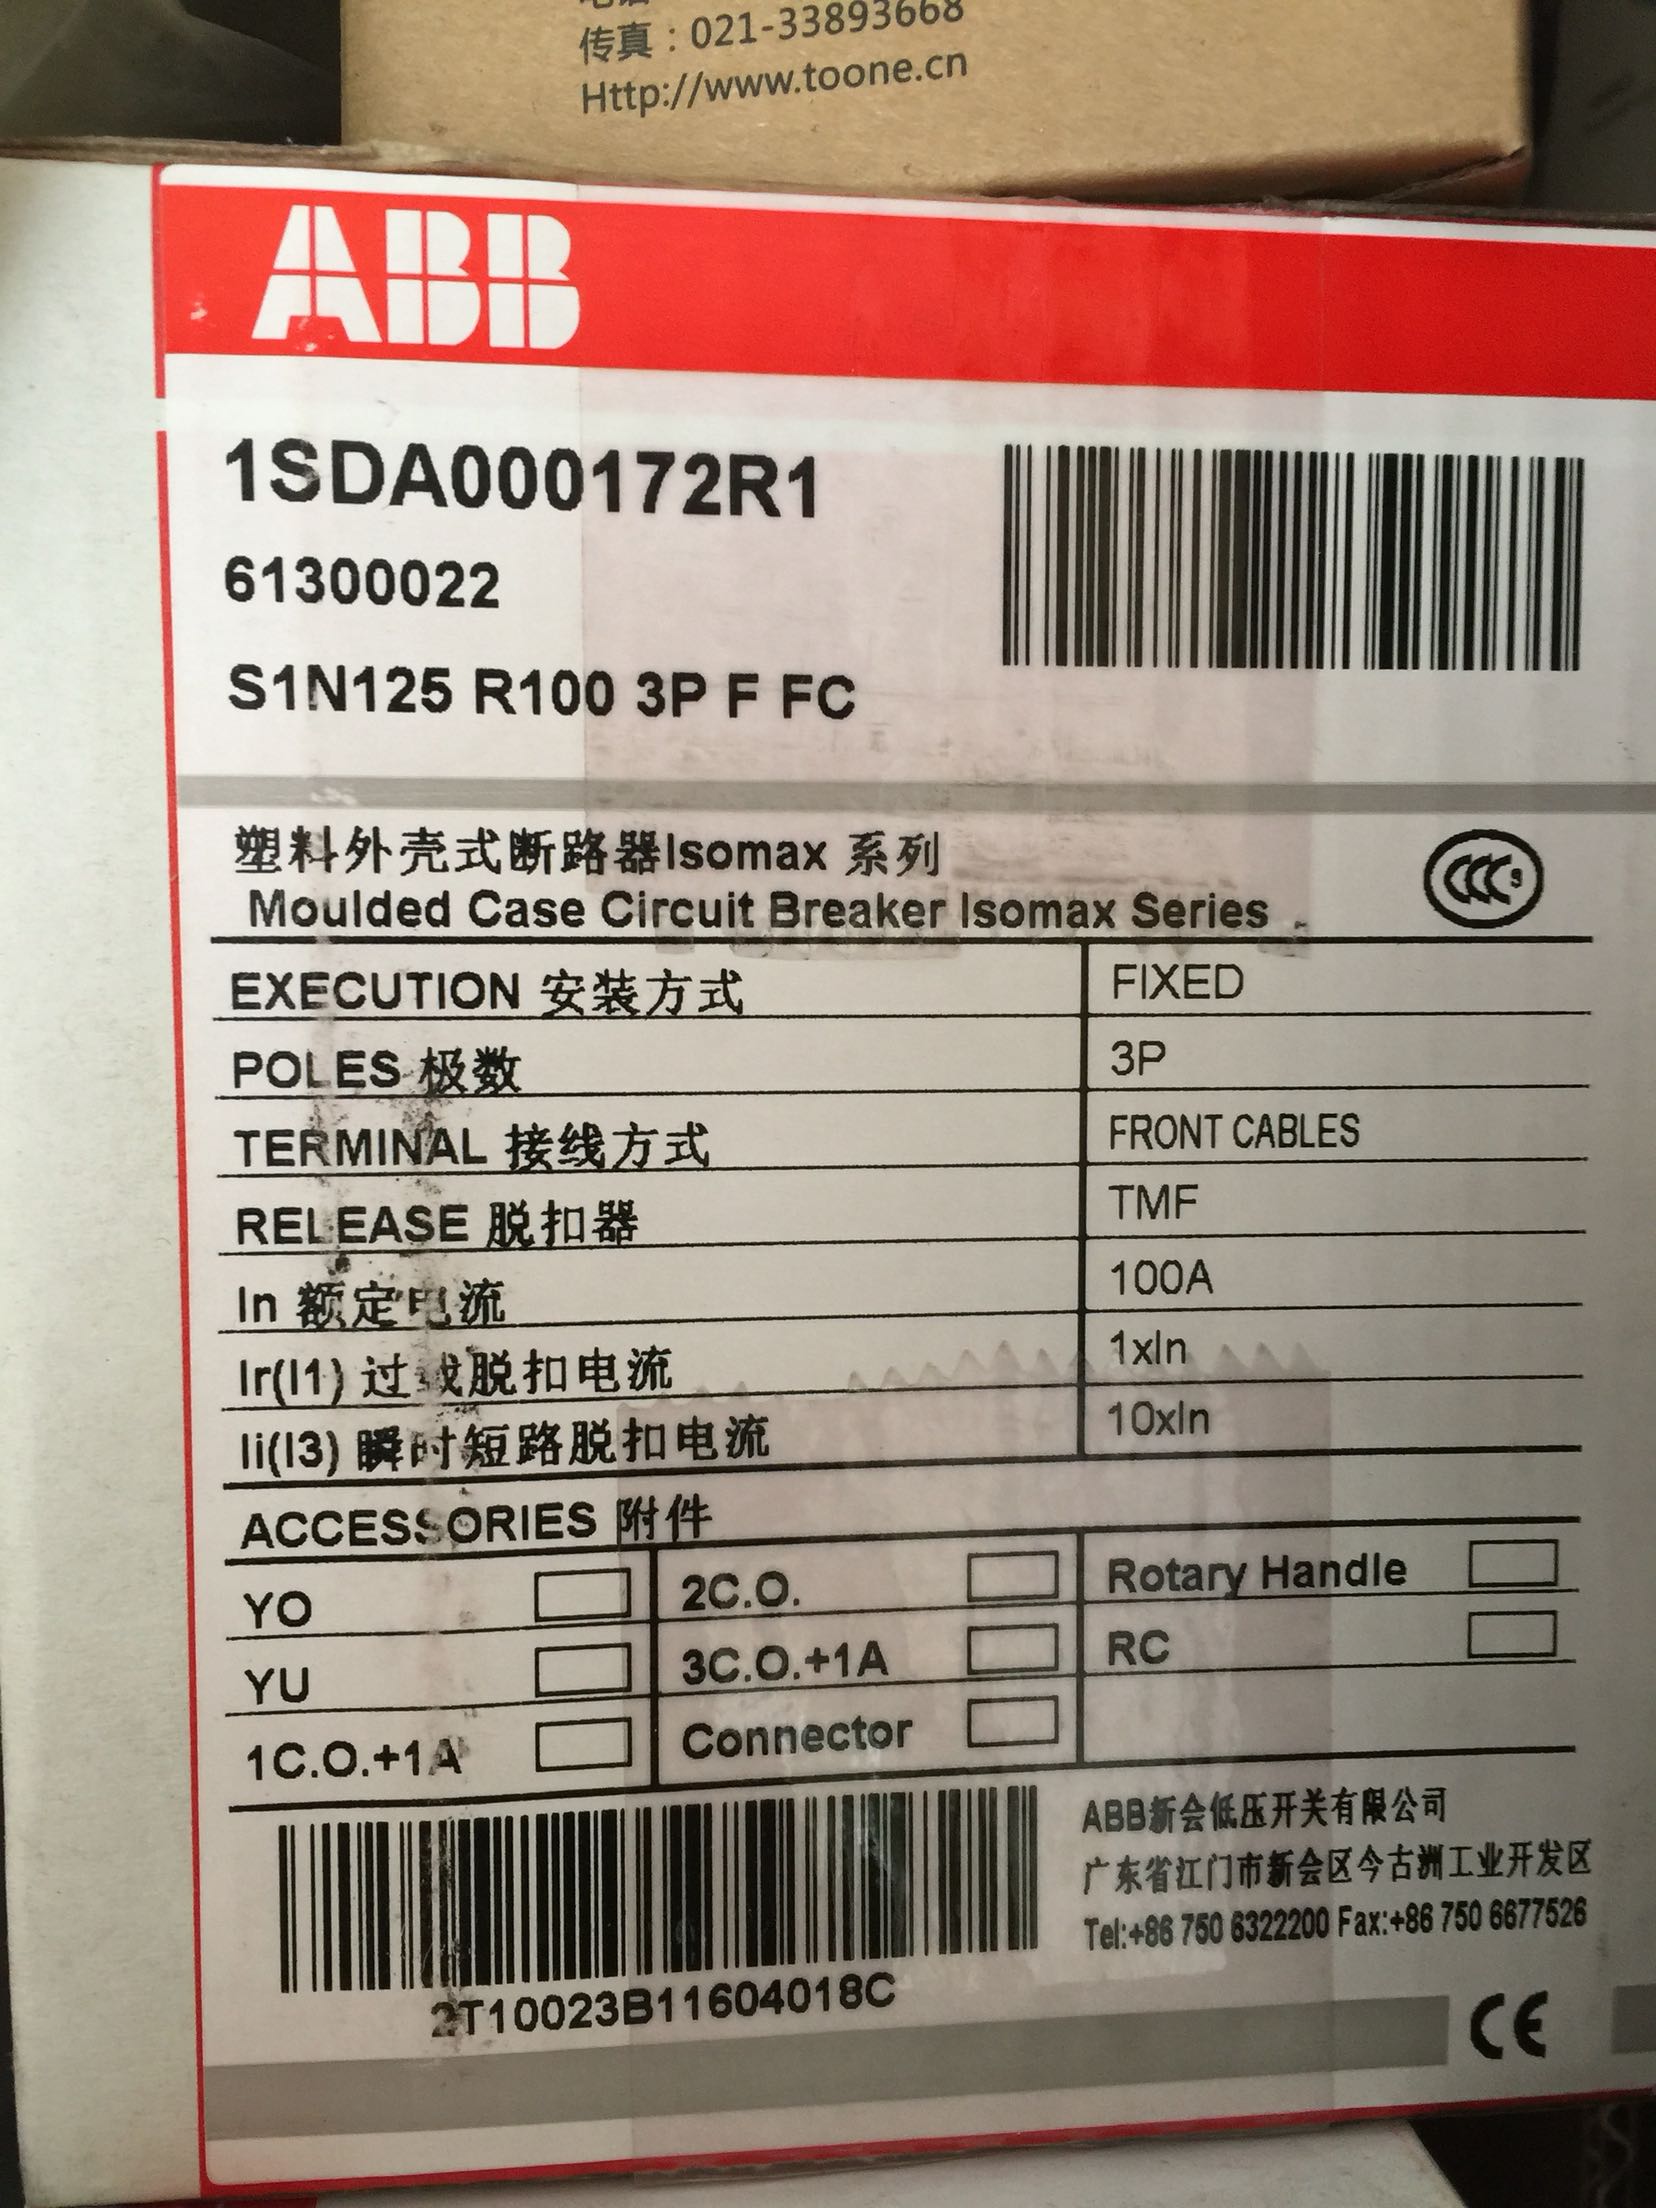 传真：021-33893668
Http://www.toone.cn
ABB
1SDA000172R1
61300022
S1N125 R100 3P F FC
塑料外壳式断路器Isomax 系列
Moulded Case Circuit Breaker Isomax Series
CCC S
EXECUTION 安装方式 FIXED
POLES 极数 3P
TERMINAL 接线方式 FRONT CABLES
RELEASE 脱扣器 TMF
In 额定电流 100A
Ir(I1) 过载脱扣电流 1xIn
Ii(I3) 瞬时短路脱扣电流 10xIn
ACCESSORIES 附件
YO 2C.O. Rotary Handle
YU 3C.O.+1A RC
1C.O.+1A Connector
ABB新会低压开关有限公司
广东省江门市新会区今古洲工业开发区
Tel:+86 750 6322200 Fax:+86 750 6677526
2T10023B11604018C
CE